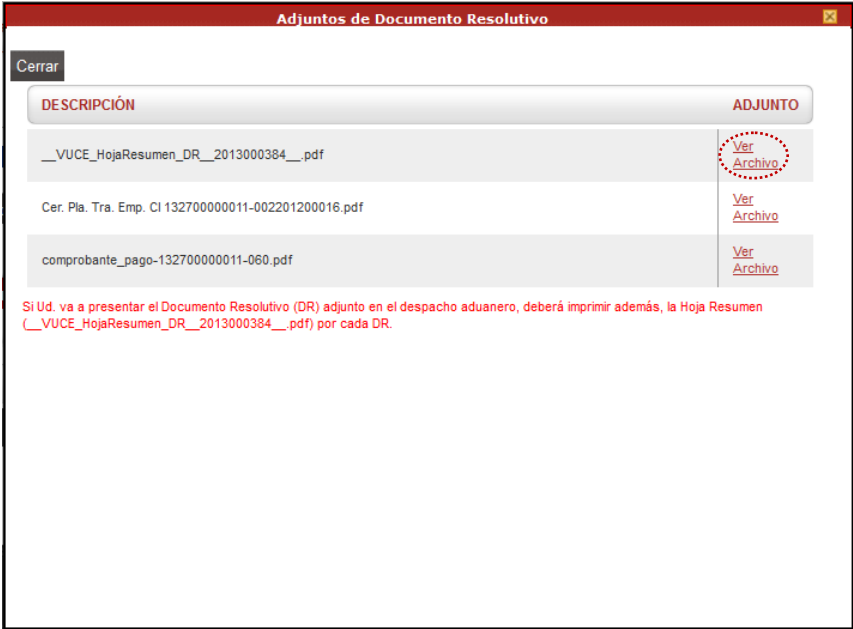 Adjuntos de Documento Resolutivo
Cerrar
DESCRIPCIÓN ADJUNTO
__VUCE_HojaResumen_DR__2013000384__.pdf Ver
Archivo
Cer. Pla. Tra. Emp. CI 132700000011-002201200016.pdf Ver
Archivo
comprobante_pago-132700000011-060.pdf Ver
Archivo
Si Ud. va a presentar el Documento Resolutivo (DR) adjunto en el despacho aduanero, deberá imprimir además, la Hoja Resumen
(__VUCE_HojaResumen_DR__2013000384__.pdf) por cada DR.